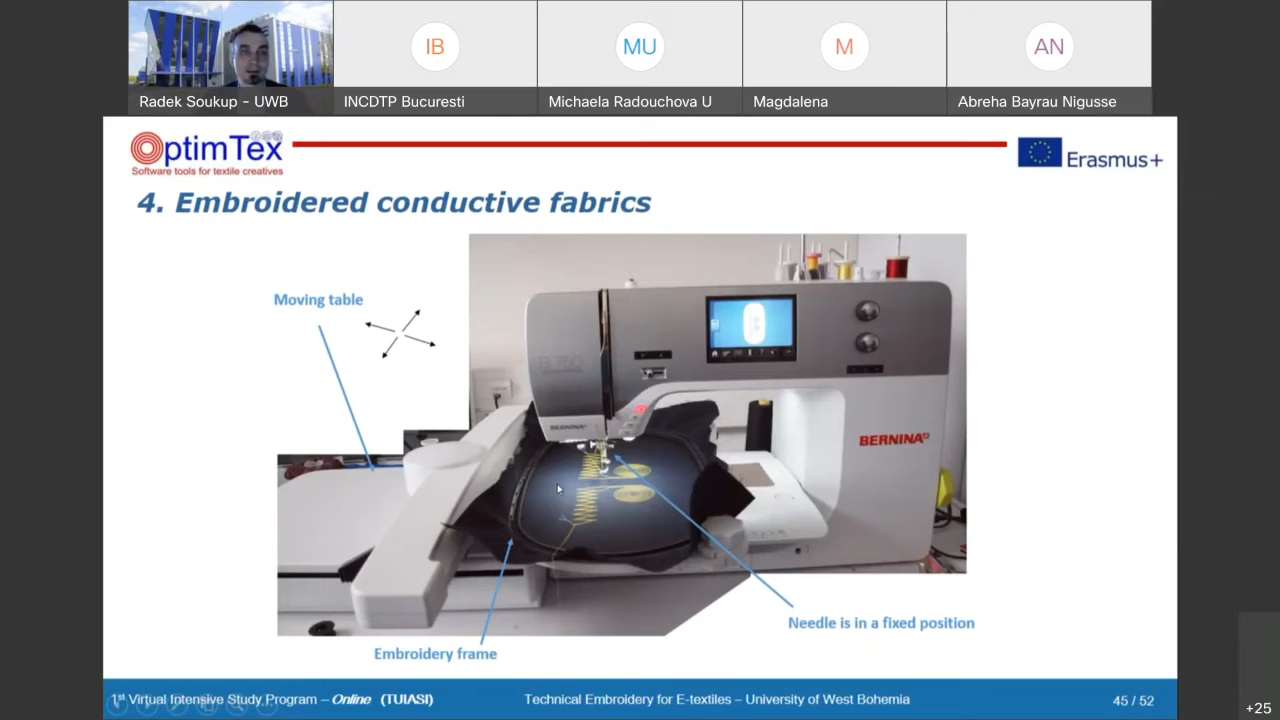 IB
MU
M
AN
Radek Soukup - UWB
INCDTP Bucuresti
Michaela Radouchova U
Magdalena
Abreha Bayrau Nigusse
OptimTex
Software tools for textile creatives
Erasmus+
4. Embroidered conductive fabrics
Moving table
BERNINA
BERNINA
Needle is in a fixed position
Embroidery frame
1st Virtual Intensive Study Program – Online (TUIASI)
Technical Embroidery for E-textiles – University of West Bohemia
45 / 52
+25